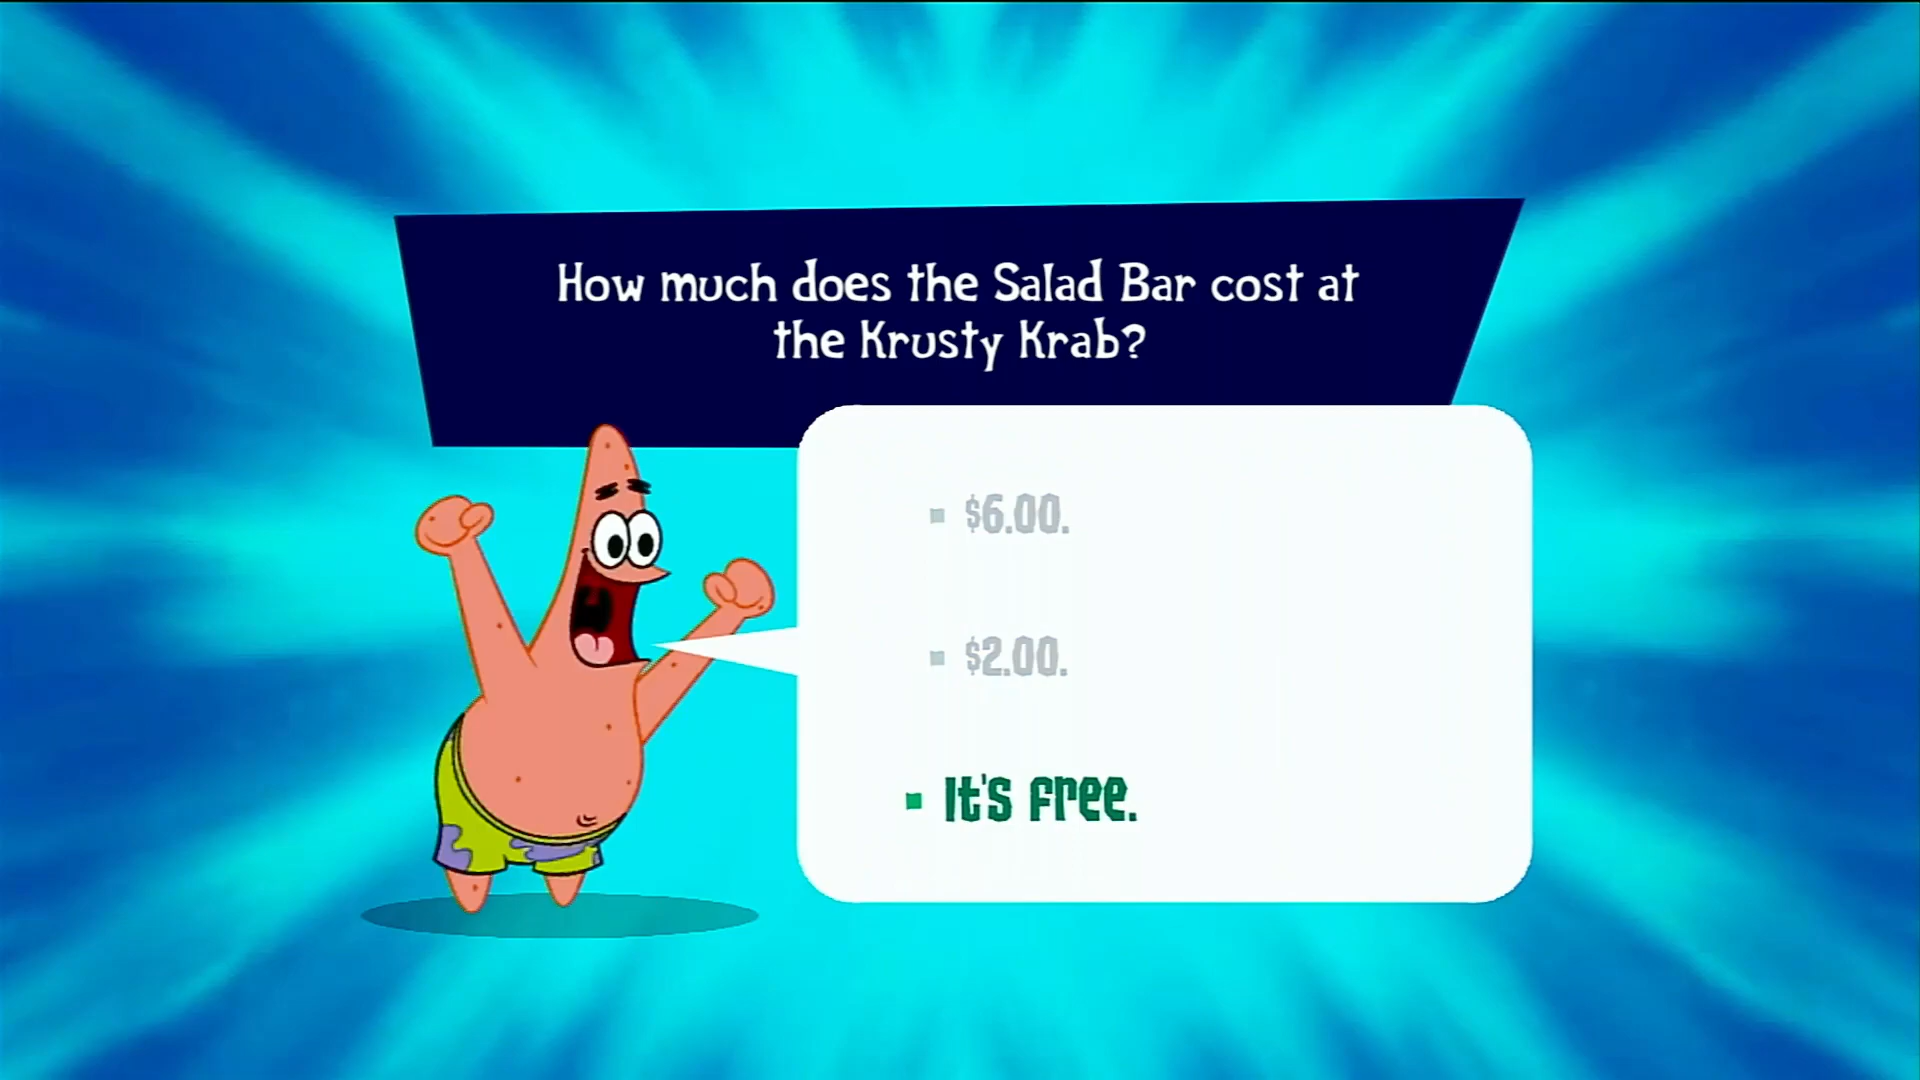 How much does the Salad Bar cost at
the Krusty Krab?
$6.00.
$2.00.
It's free.